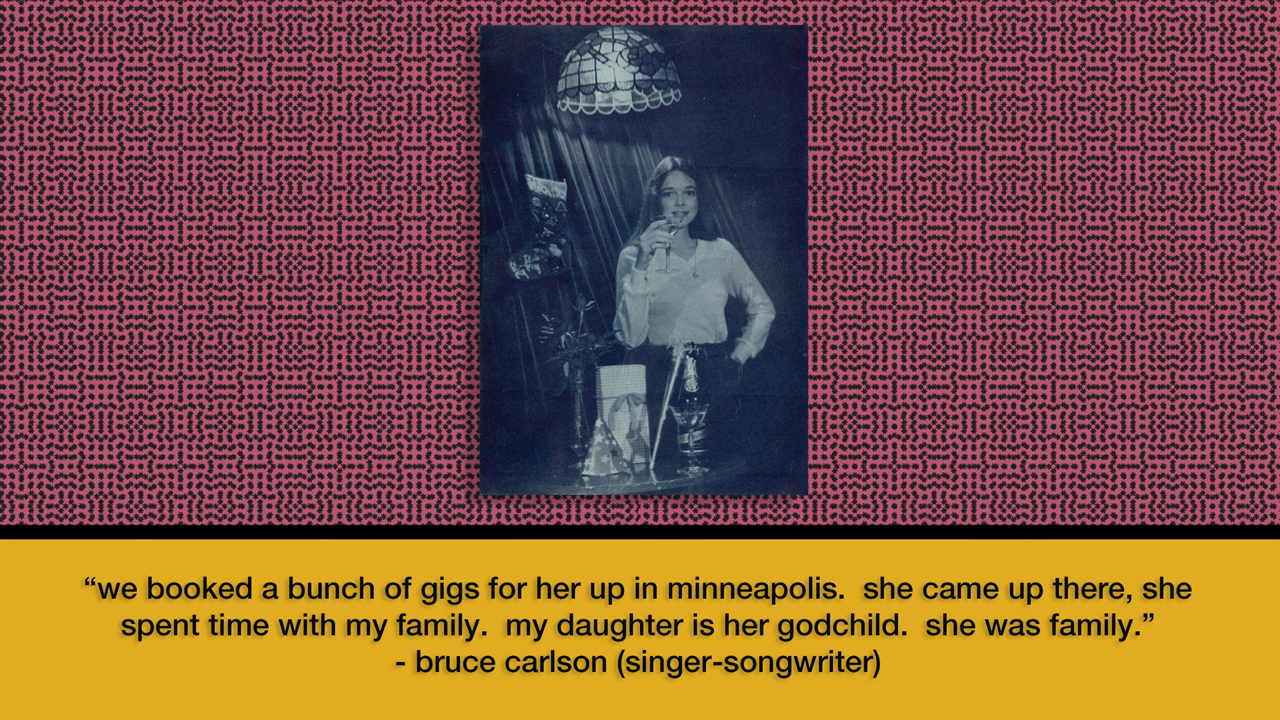 “we booked a bunch of gigs for her up in minneapolis.  she came up there, she
spent time with my family.  my daughter is her godchild.  she was family.”
- bruce carlson (singer-songwriter)